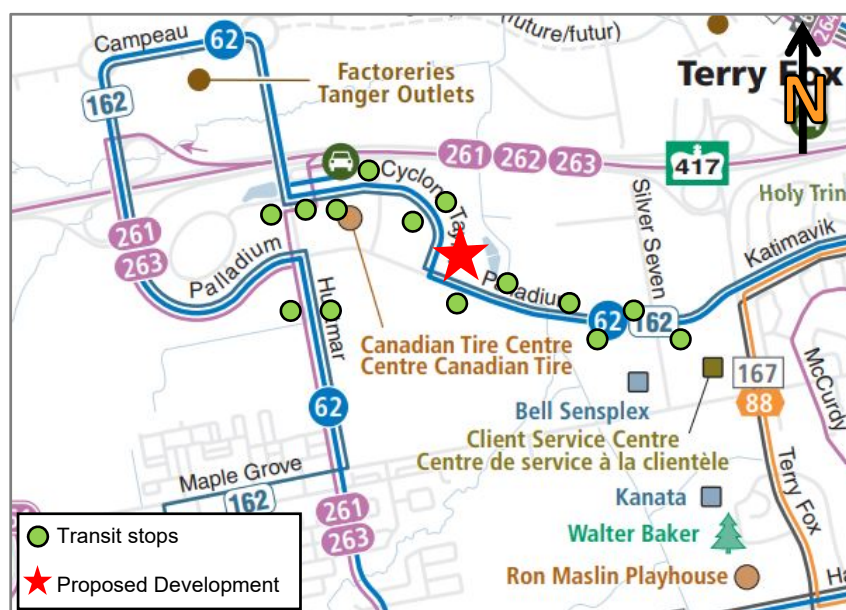 Campeau
62
(future/futur)
264
162
Factoreries
Tanger Outlets
Terry Fox
N
261 262 263
417
Cyclone Tay
Silver Seven
Holy Trin
261
263
Palladium
Huntmar
Palladium
Katimavik
62
162
Canadian Tire Centre
Centre Canadian Tire
167
88
McCurdy
62
Bell Sensplex
Client Service Centre
Centre de service à la clientèle
Maple Grove
162
Terry Fox
Kanata
261
263
Walter Baker
Ron Maslin Playhouse
Ha
Transit stops
Proposed Development